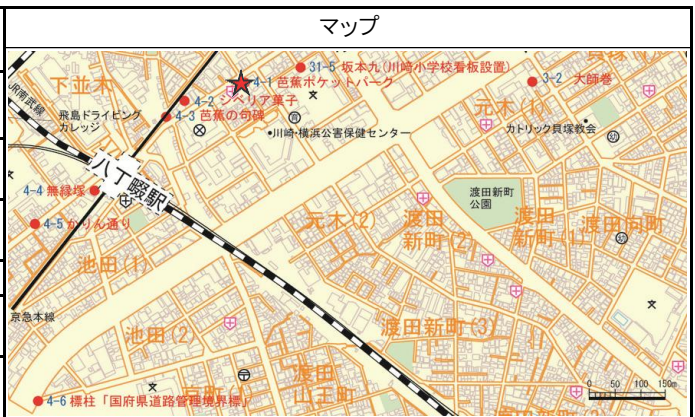 マップ
31-5 坂本九(川崎小学校看板設置)
4-1 芭蕉ポケットパーク
3-2 大師巻
下並木
4-2 シベリア菓子
元木(1)
JR南武線
飛鳥ドライビング
カレッジ
4-3 芭蕉の句碑
•川崎・横浜公害保健センター
カトリック貝塚教会
八丁畷駅
4-4 無縁塚
渡田新町
公園
4-5 かりん通り
元木(2)
渡田
新町(2)
渡田
新町(1)
渡田向町
池田(1)
京急本線
池田(2)
渡田新町(3)
渡田
山王町
0 50 100 150m
4-6 標柱「国府県道路管理境界標」